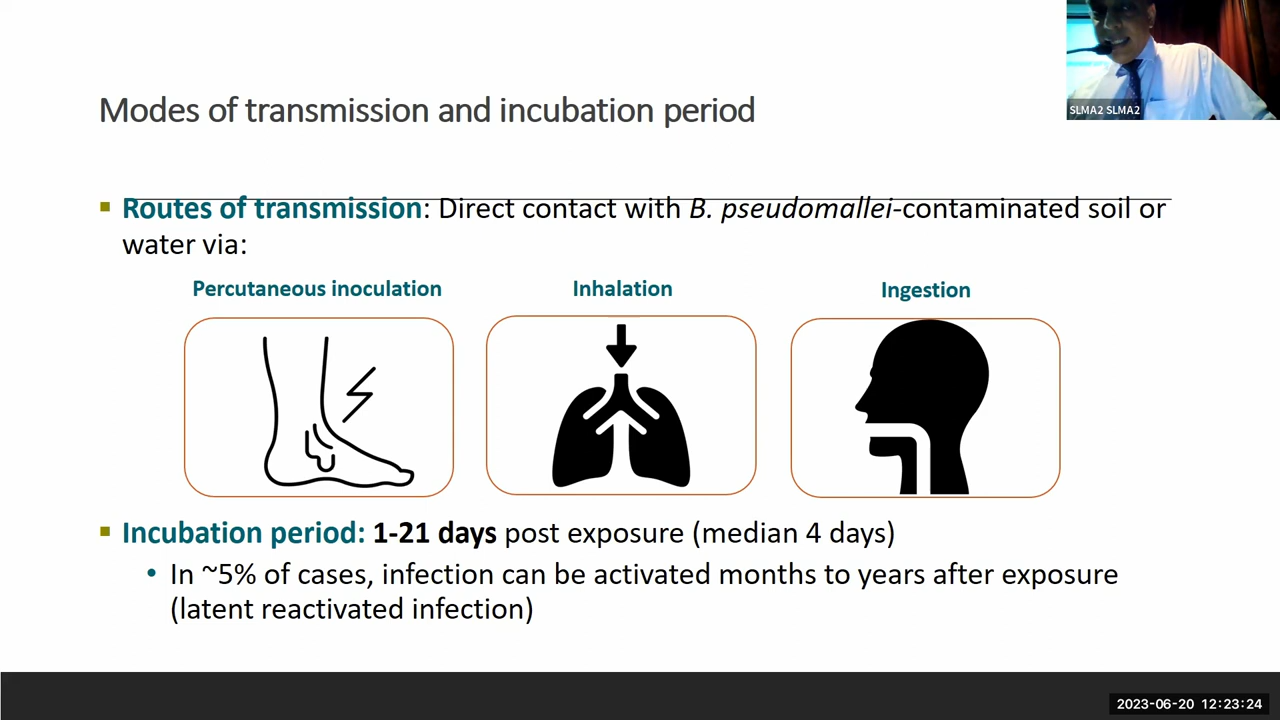 SLMA2 SLMA2
Modes of transmission and incubation period
Routes of transmission: Direct contact with B. pseudomallei-contaminated soil or
water via:
Percutaneous inoculation
Inhalation
Ingestion
Incubation period: 1-21 days post exposure (median 4 days)
In ~5% of cases, infection can be activated months to years after exposure
(latent reactivated infection)
2023-06-20 12:23:24